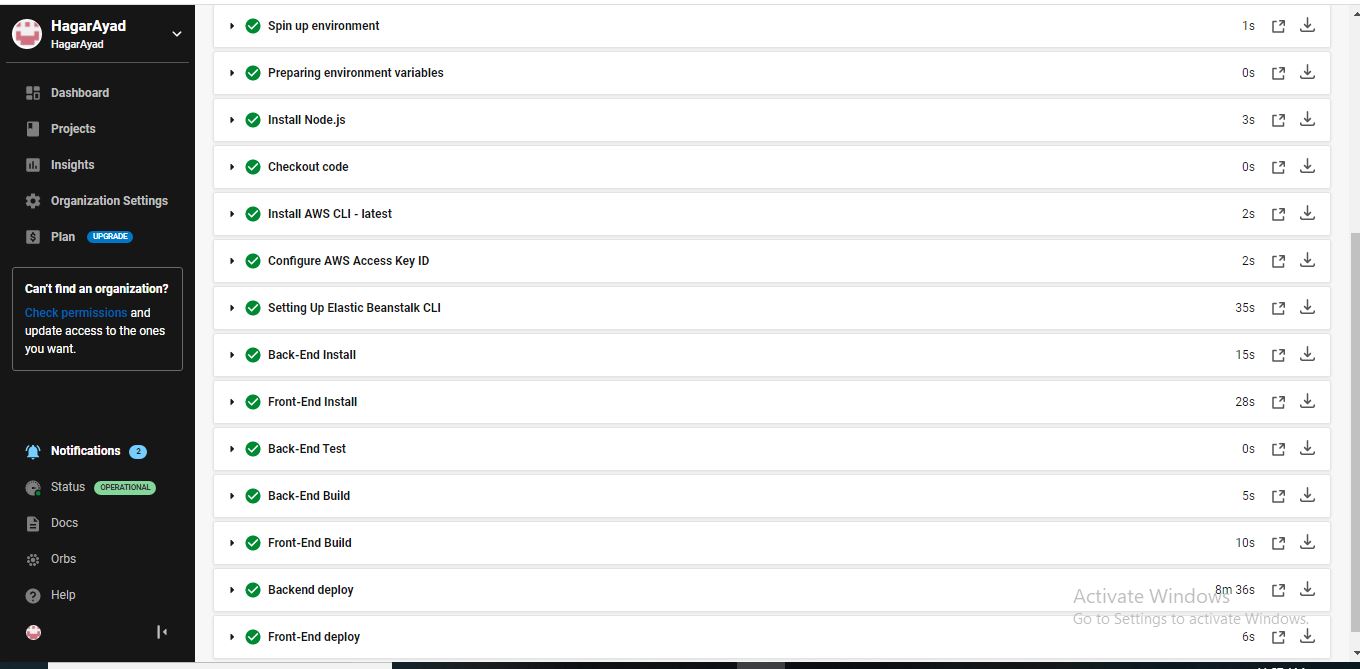 HagarAyad
HagarAyad
Dashboard
Projects
Insights
Organization Settings
Plan UPGRADE
Can't find an organization?
Check permissions and
update access to the ones
you want.
Notifications 2
Status OPERATIONAL
Docs
Orbs
Help
Spin up environment 1s
Preparing environment variables 0s
Install Node.js 3s
Checkout code 0s
Install AWS CLI - latest 2s
Configure AWS Access Key ID 2s
Setting Up Elastic Beanstalk CLI 35s
Back-End Install 15s
Front-End Install 28s
Back-End Test 0s
Back-End Build 5s
Front-End Build 10s
Backend deploy 8m 36s
Front-End deploy 6s
Activate Windows
Go to Settings to activate Windows.